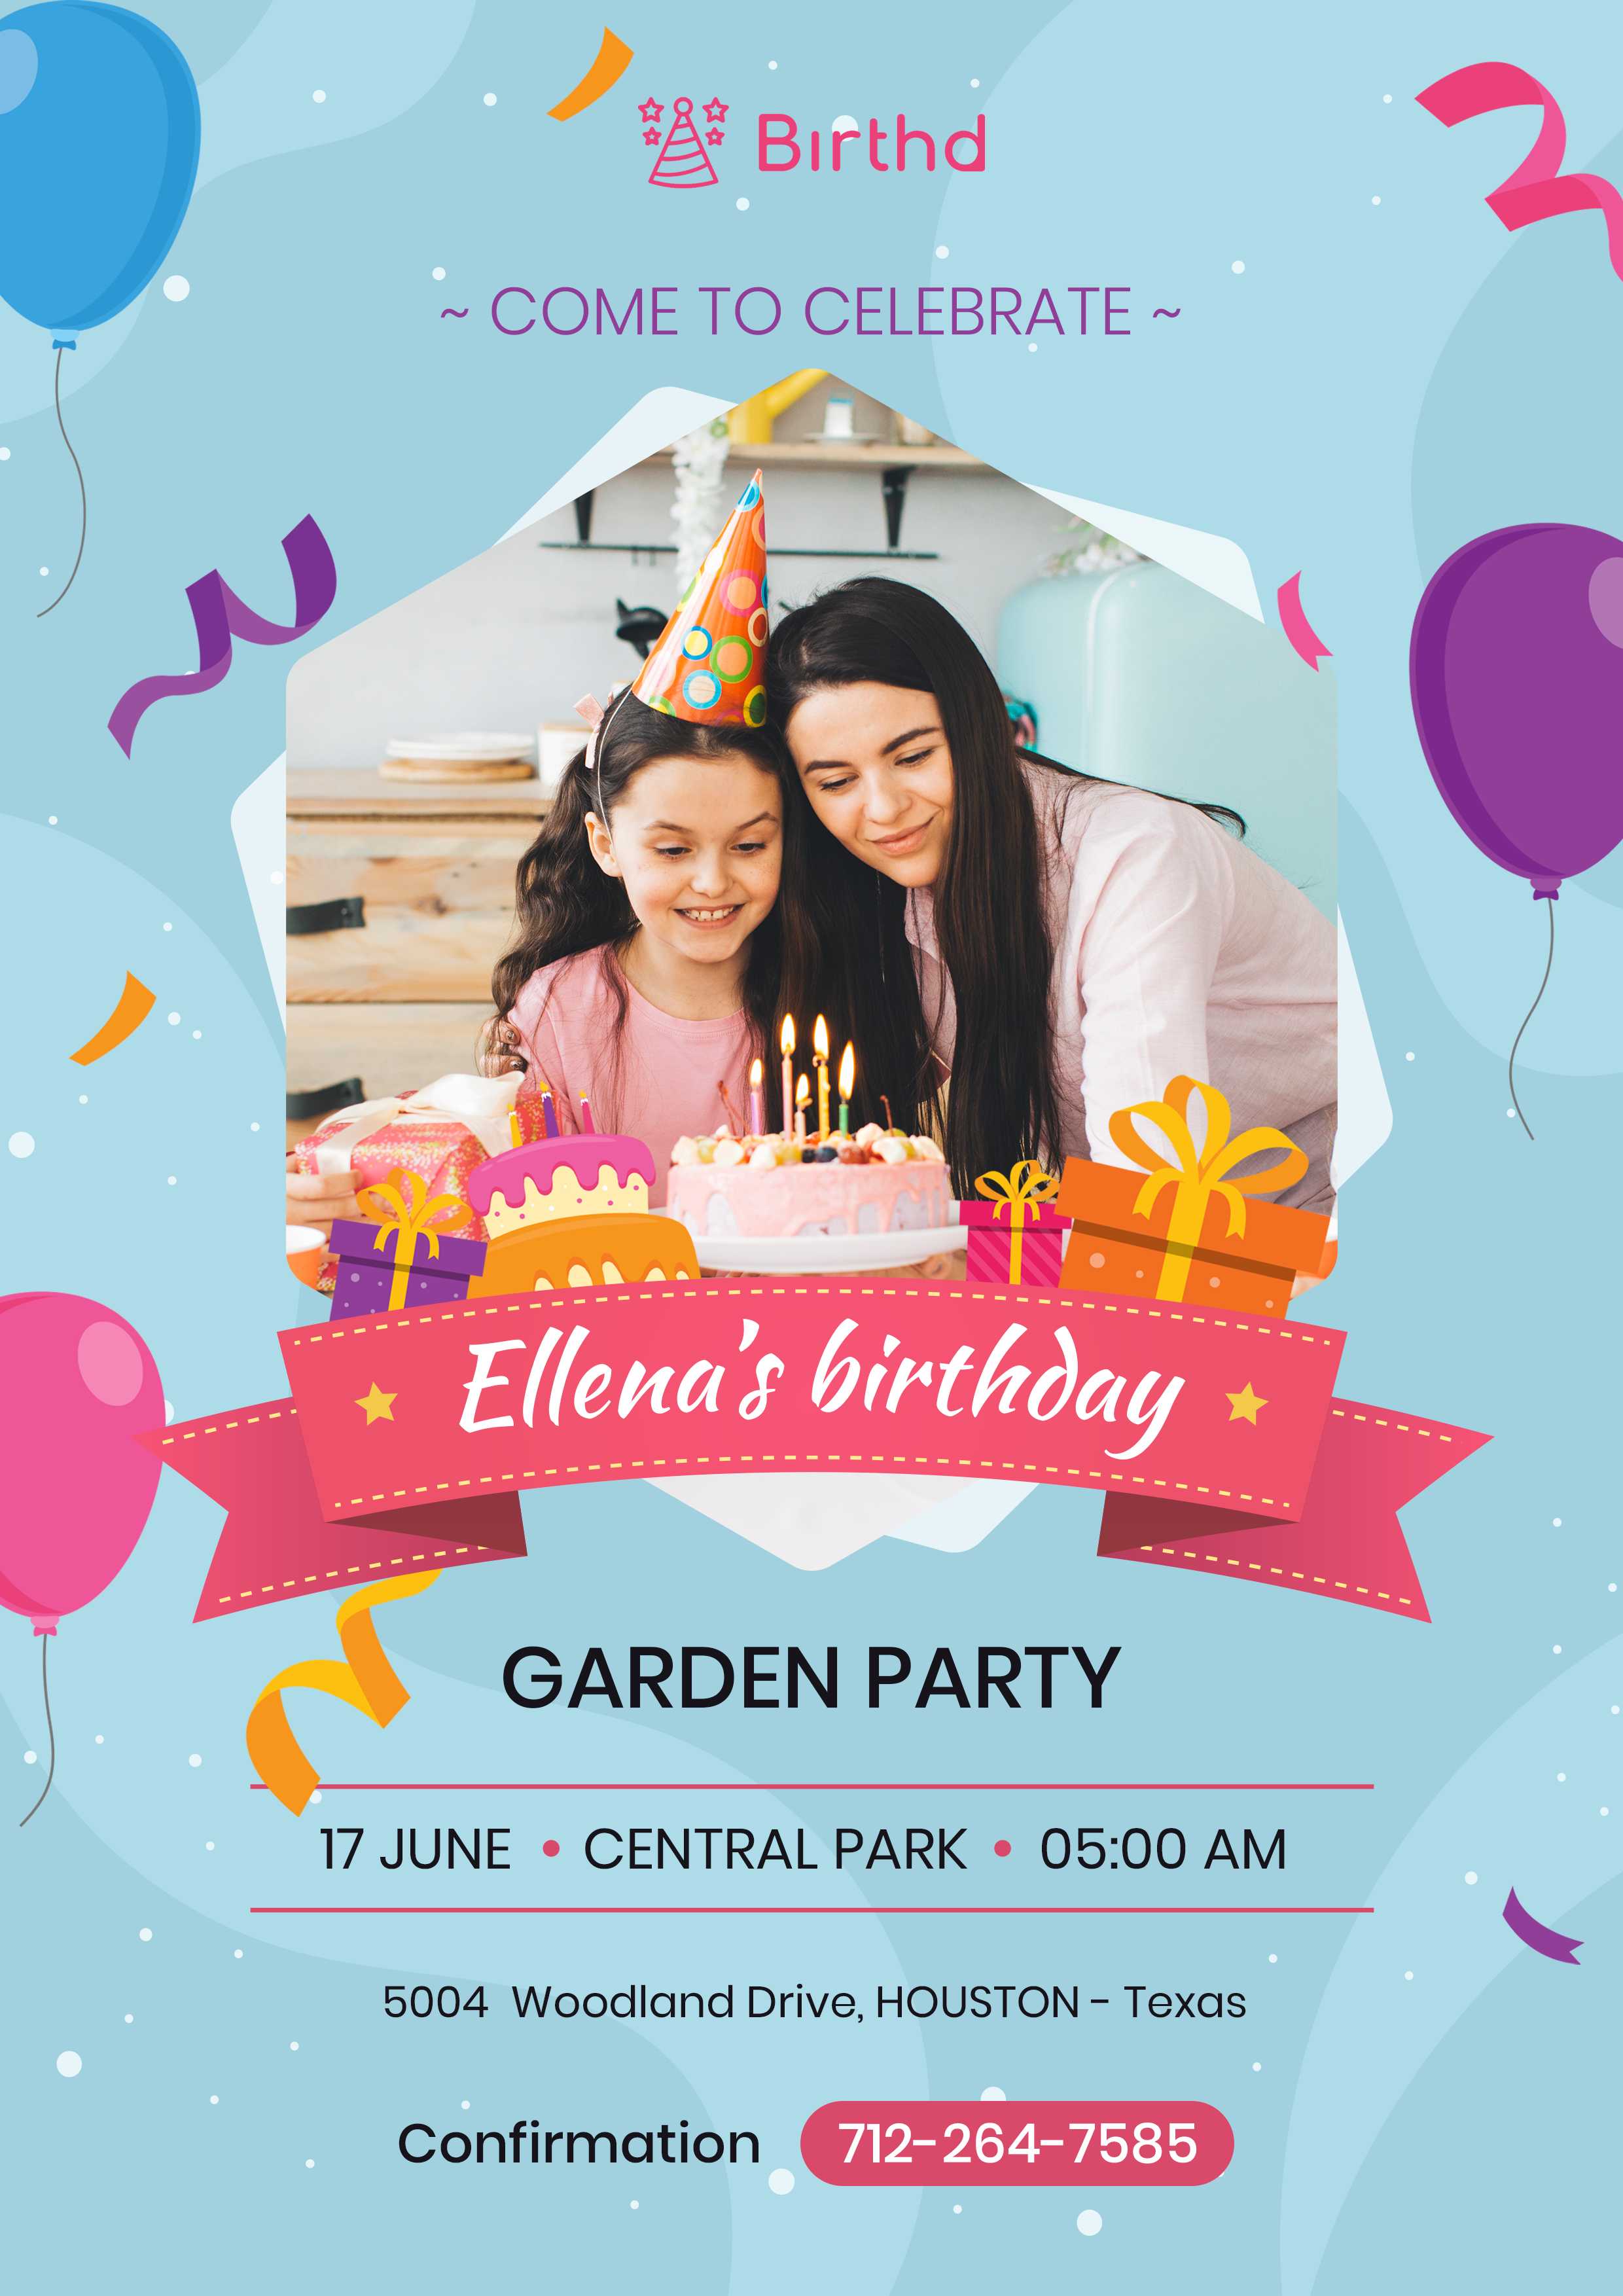 Birthd
~ COME TO CELEBRATE ~
Ellena's birthday
GARDEN PARTY
17 JUNE • CENTRAL PARK • 05:00 AM
5004 Woodland Drive, HOUSTON - Texas
Confirmation 712-264-7585